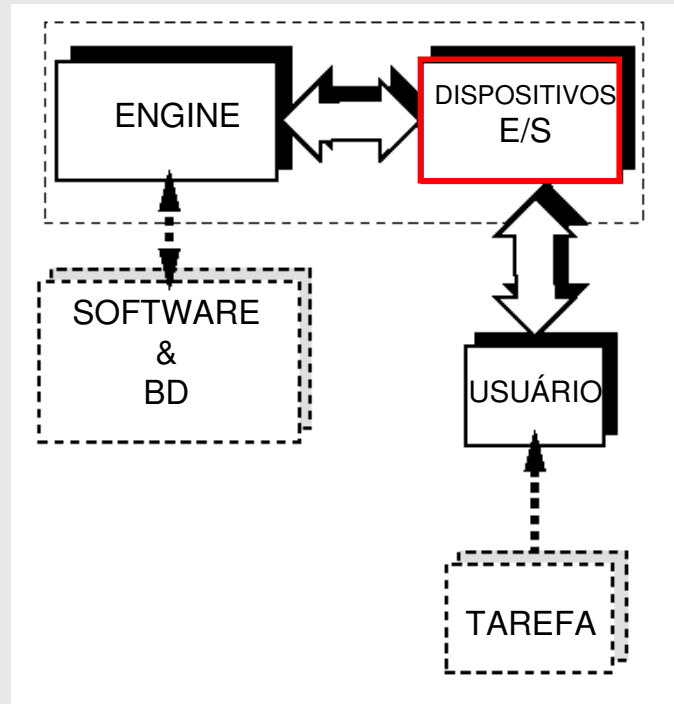 ENGINE
DISPOSITIVOS
E/S
SOFTWARE
&
BD
USUÁRIO
TAREFA